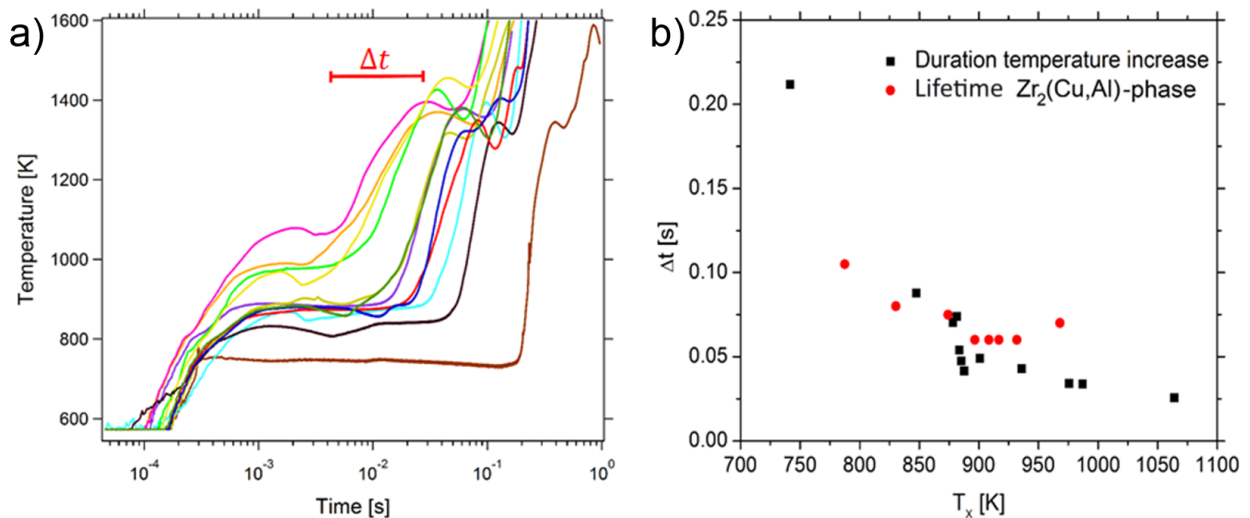 a)
Temperature [K]
1600
1400
1200
1000
800
600
Δt
10⁻⁴
10⁻³
10⁻²
10⁻¹
10⁰
Time [s]
b)
Δt [s]
0.25
0.20
0.15
0.10
0.05
0.00
Duration temperature increase
Lifetime Zr₂(Cu,Al)-phase
700 750 800 850 900 950 1000 1050 1100
Tₓ [K]